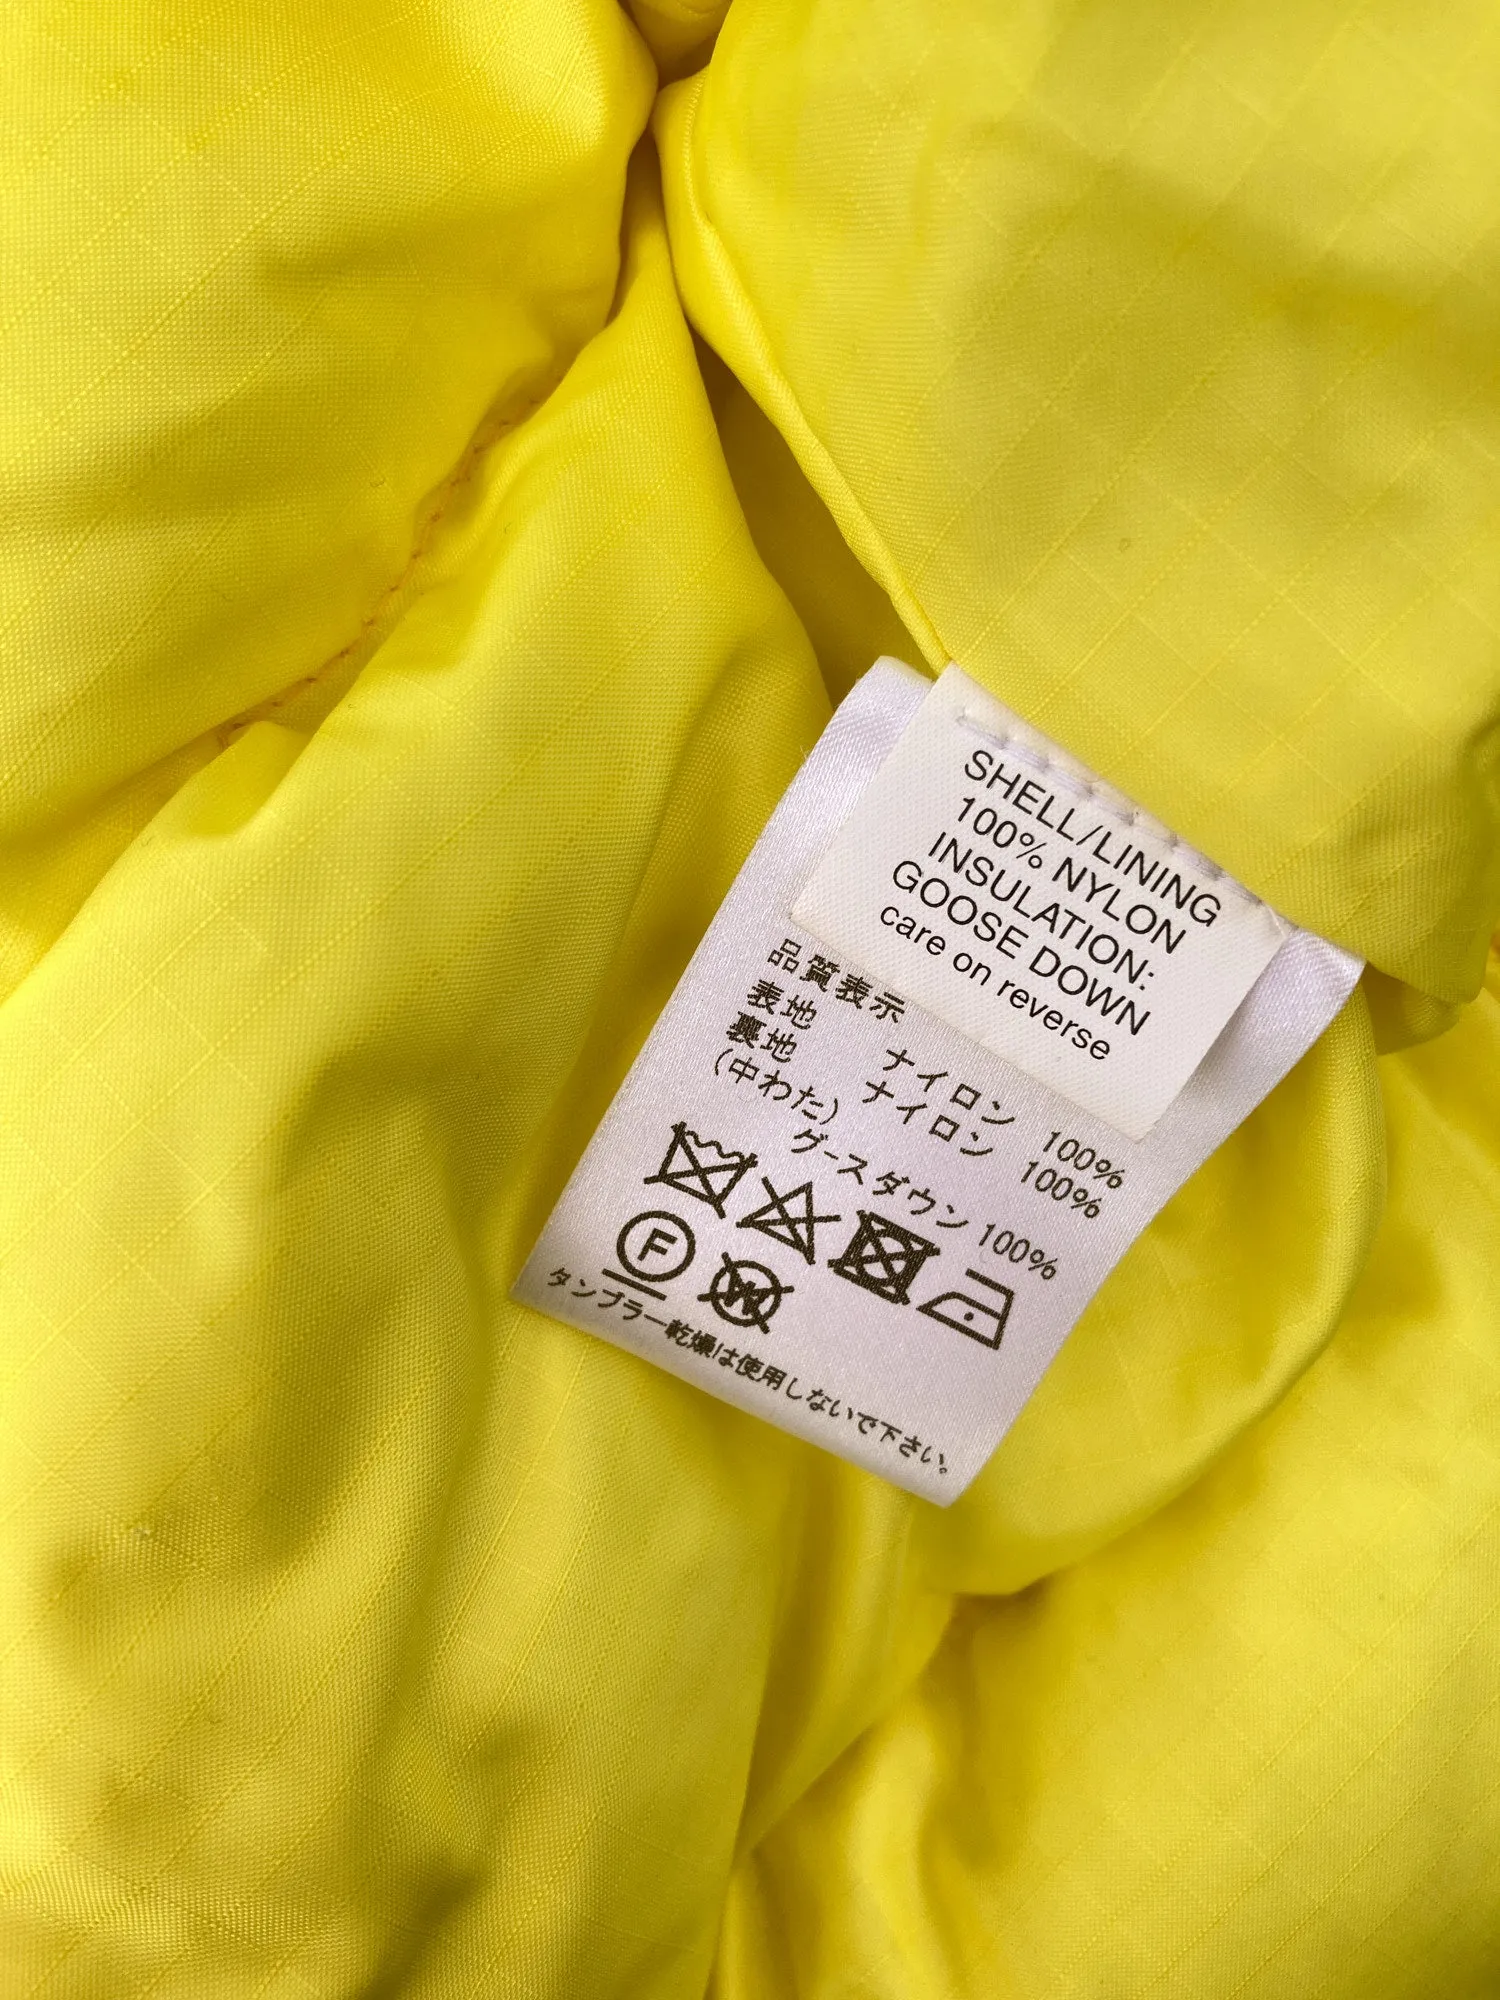 SHELL/LINING
100% NYLON
INSULATION:
GOOSE DOWN
care on reverse
品質表示
表地 ナイロン 100%
裏地 ナイロン 100%
(中わた)
グースダウン 100%
F W
タンブラー乾燥は使用しないで下さい。